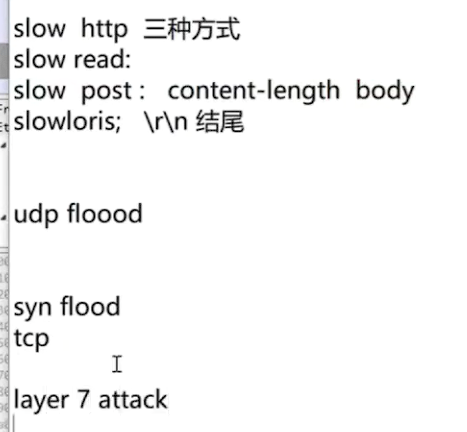 slow http 三种方式
slow read:
slow post： content-length body
slowloris; \r\n 结尾
udp floood
syn flood
tcp
layer 7 attack